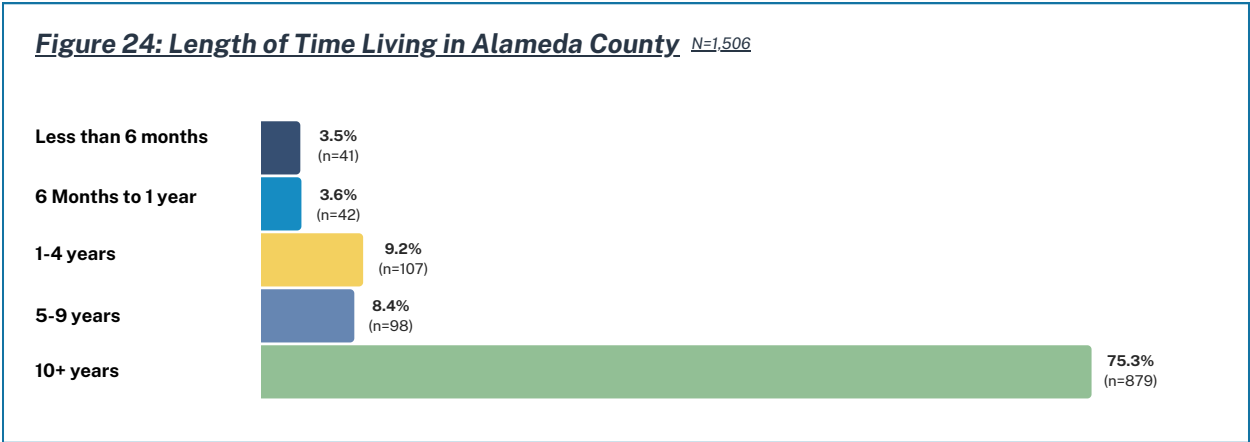 Figure 24: Length of Time Living in Alameda County N=1,506
Less than 6 months
3.5%
(n=41)
6 Months to 1 year
3.6%
(n=42)
1-4 years
9.2%
(n=107)
5-9 years
8.4%
(n=98)
10+ years
75.3%
(n=879)